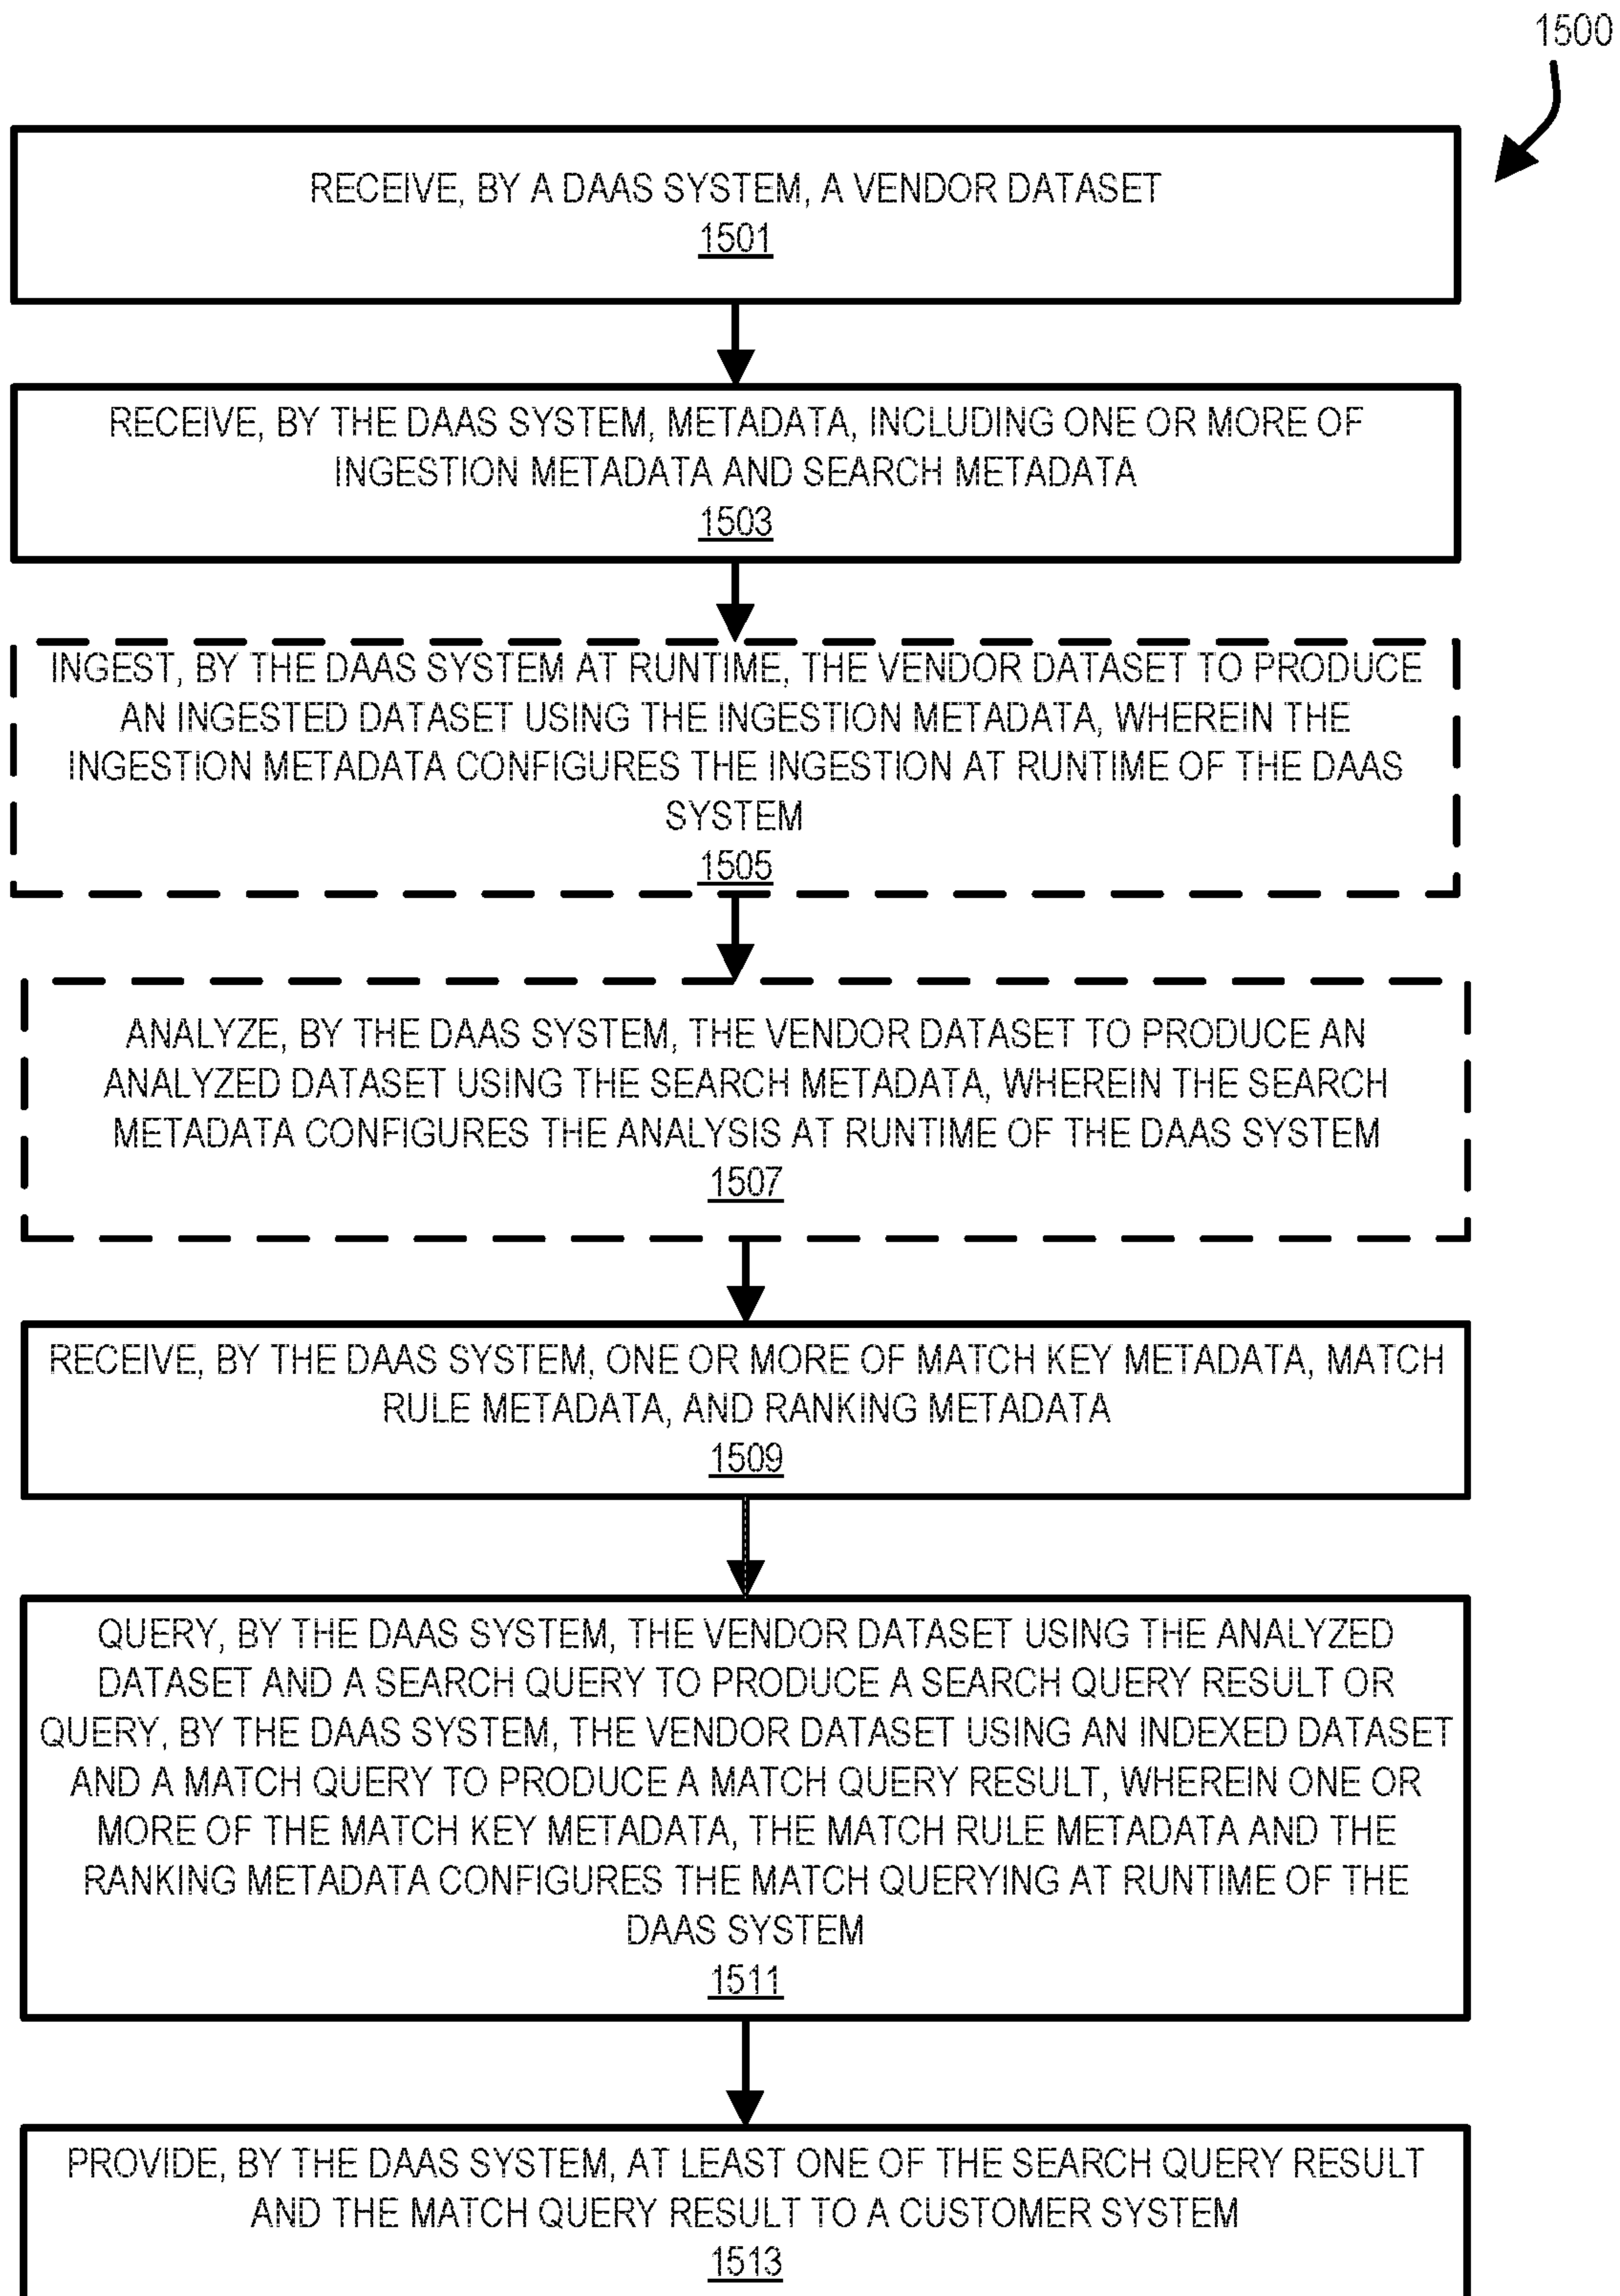 1500
RECEIVE, BY A DAAS SYSTEM, A VENDOR DATASET
1501
RECEIVE, BY THE DAAS SYSTEM, METADATA, INCLUDING ONE OR MORE OF
INGESTION METADATA AND SEARCH METADATA
1503
INGEST, BY THE DAAS SYSTEM AT RUNTIME, THE VENDOR DATASET TO PRODUCE
AN INGESTED DATASET USING THE INGESTION METADATA, WHEREIN THE
INGESTION METADATA CONFIGURES THE INGESTION AT RUNTIME OF THE DAAS
SYSTEM
1505
ANALYZE, BY THE DAAS SYSTEM, THE VENDOR DATASET TO PRODUCE AN
ANALYZED DATASET USING THE SEARCH METADATA, WHEREIN THE SEARCH
METADATA CONFIGURES THE ANALYSIS AT RUNTIME OF THE DAAS SYSTEM
1507
RECEIVE, BY THE DAAS SYSTEM, ONE OR MORE OF MATCH KEY METADATA, MATCH
RULE METADATA, AND RANKING METADATA
1509
QUERY, BY THE DAAS SYSTEM, THE VENDOR DATASET USING THE ANALYZED
DATASET AND A SEARCH QUERY TO PRODUCE A SEARCH QUERY RESULT OR
QUERY, BY THE DAAS SYSTEM, THE VENDOR DATASET USING AN INDEXED DATASET
AND A MATCH QUERY TO PRODUCE A MATCH QUERY RESULT, WHEREIN ONE OR
MORE OF THE MATCH KEY METADATA, THE MATCH RULE METADATA AND THE
RANKING METADATA CONFIGURES THE MATCH QUERYING AT RUNTIME OF THE
DAAS SYSTEM
1511
PROVIDE, BY THE DAAS SYSTEM, AT LEAST ONE OF THE SEARCH QUERY RESULT
AND THE MATCH QUERY RESULT TO A CUSTOMER SYSTEM
1513